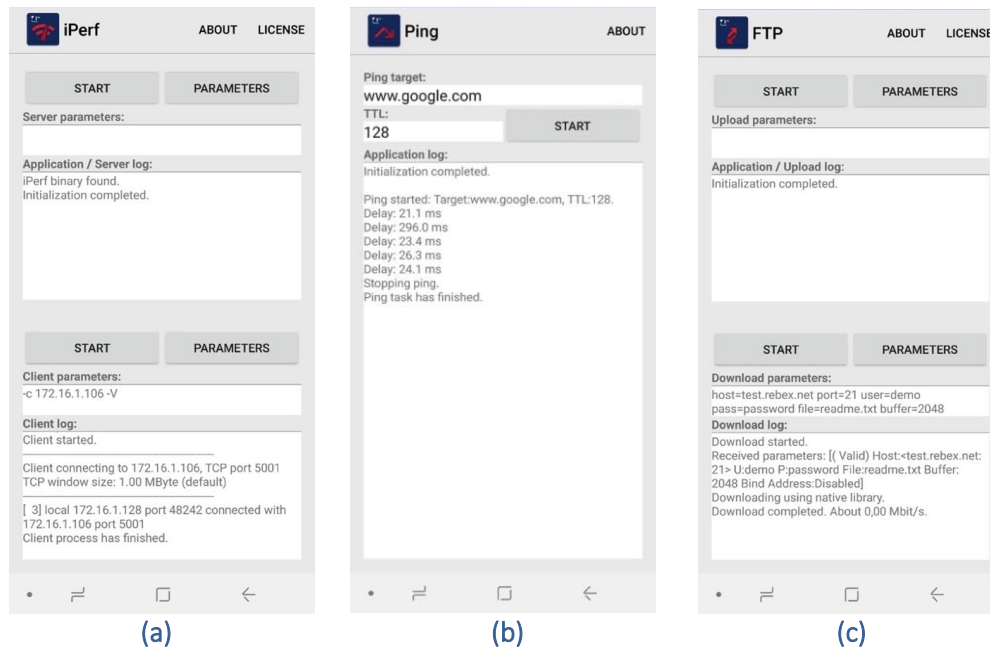 iPerf
ABOUT LICENSE
START PARAMETERS
Server parameters:
Application / Server log:
iPerf binary found.
Initialization completed.
START PARAMETERS
Client parameters:
-c 172.16.1.106 -V
Client log:
Client started.
Client connecting to 172.16.1.106, TCP port 5001
TCP window size: 1.00 MByte (default)
[ 3] local 172.16.1.128 port 48242 connected with
172.16.1.106 port 5001
Client process has finished.
(a)
Ping
ABOUT
Ping target:
www.google.com
TTL:
128
START
Application log:
Initialization completed.
Ping started: Target:www.google.com, TTL:128.
Delay: 21.1 ms
Delay: 296.0 ms
Delay: 23.4 ms
Delay: 26.3 ms
Delay: 24.1 ms
Stopping ping.
Ping task has finished.
(b)
FTP
ABOUT LICENSE
START PARAMETERS
Upload parameters:
Application / Upload log:
Initialization completed.
START PARAMETERS
Download parameters:
host=test.rebex.net port=21 user=demo
pass=password file=readme.txt buffer=2048
Download log:
Download started.
Received parameters: [( Valid) Host:<test.rebex.net:
21> U:demo P:password File:readme.txt Buffer:
2048 Bind Address:Disabled]
Downloading using native library.
Download completed. About 0,00 Mbit/s.
(c)